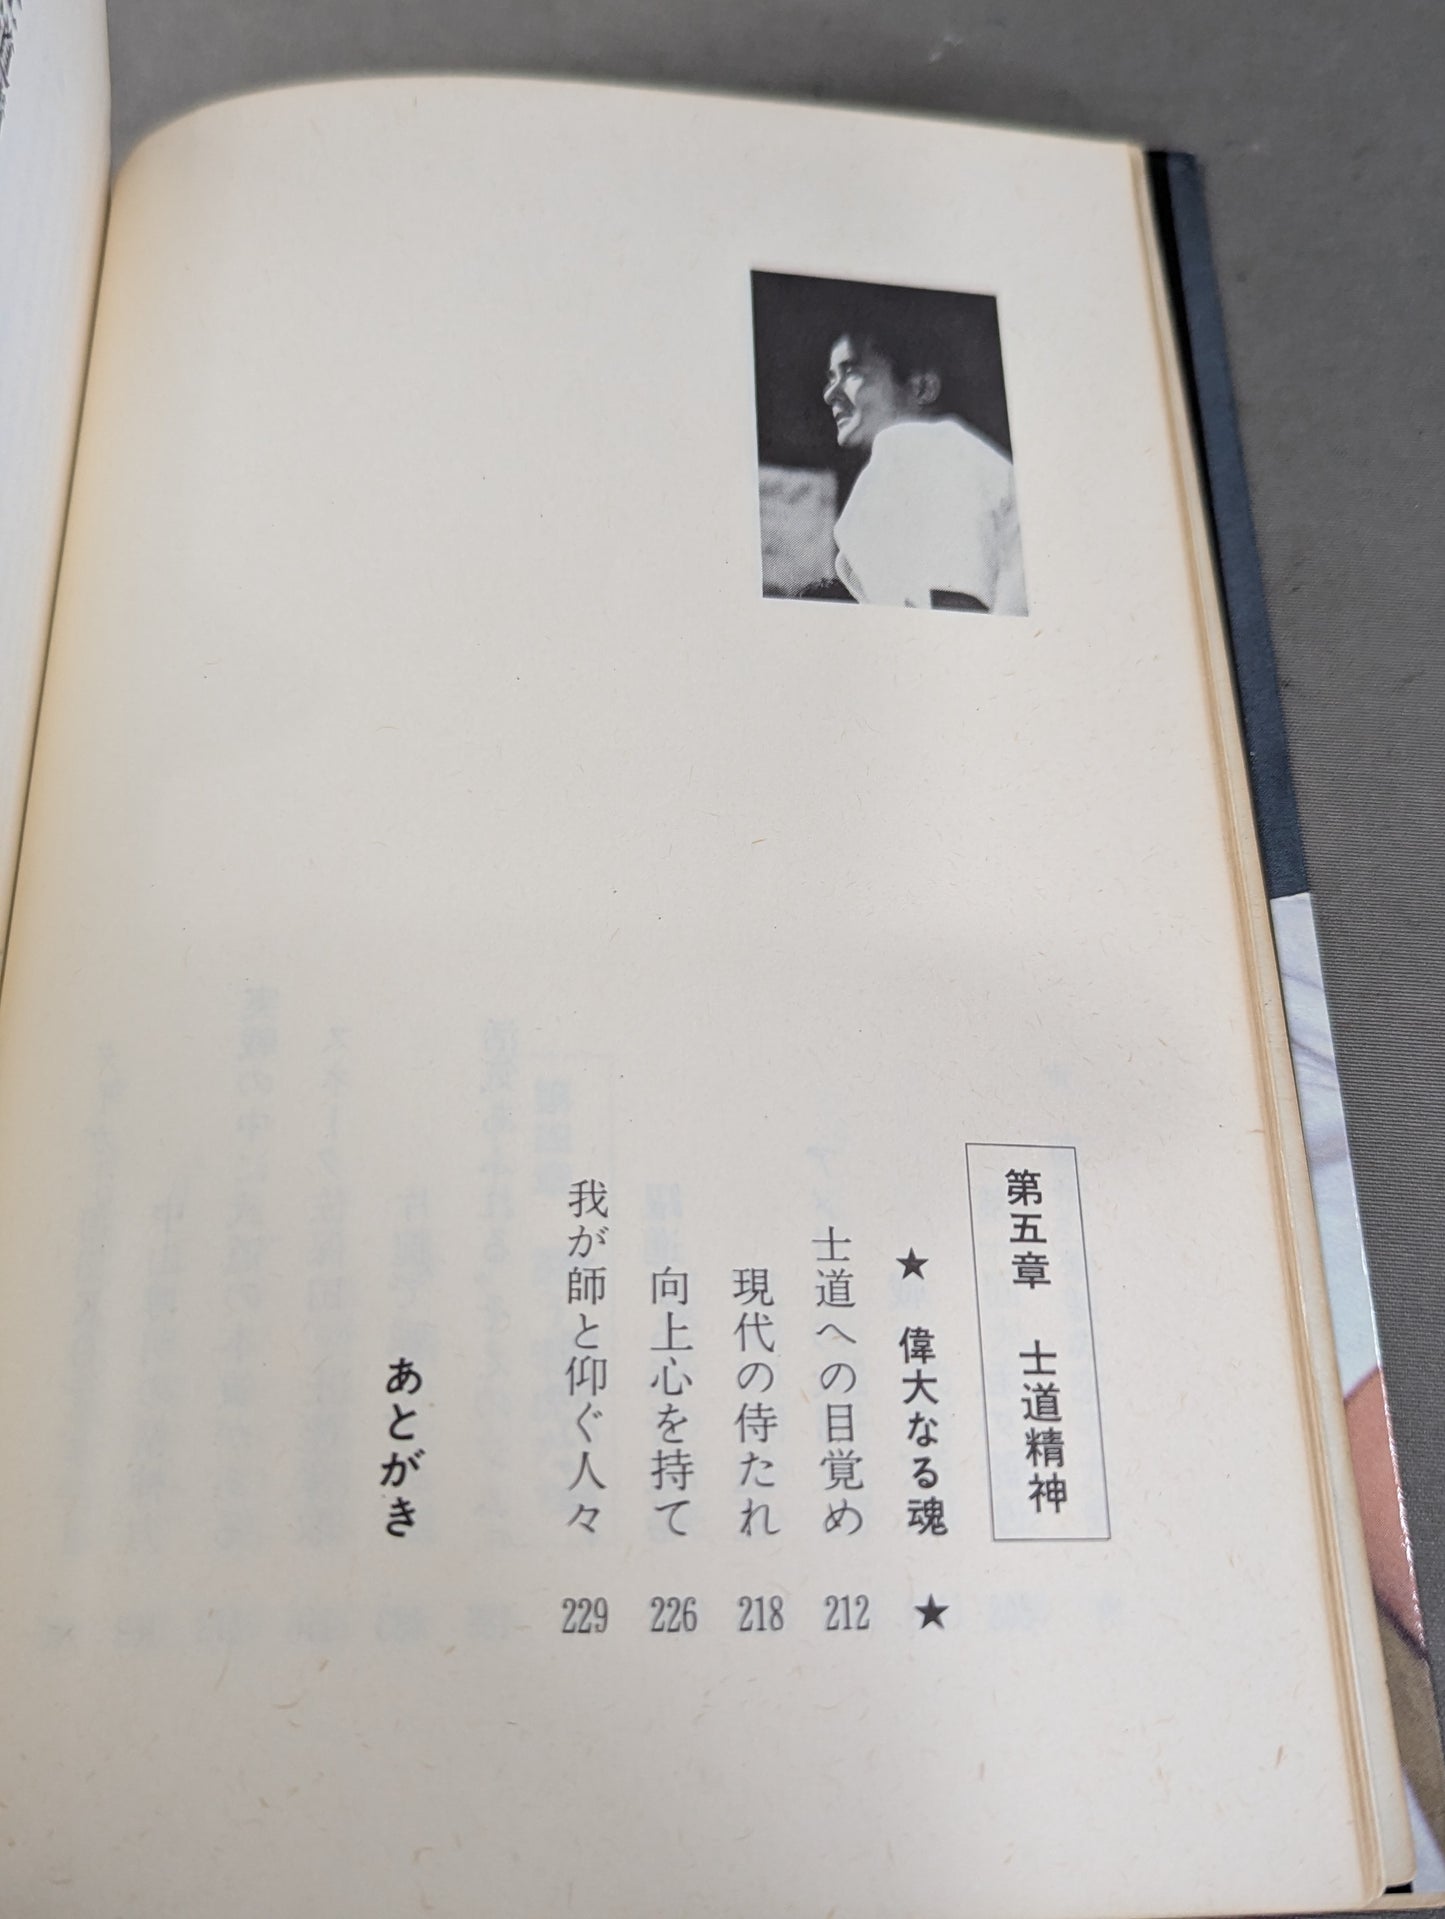 第五章　士道精神
★　偉大なる魂　★
士道への目覚め　212
現代の侍たれ　218
向上心を持て　226
我が師と仰ぐ人々　229
あとがき